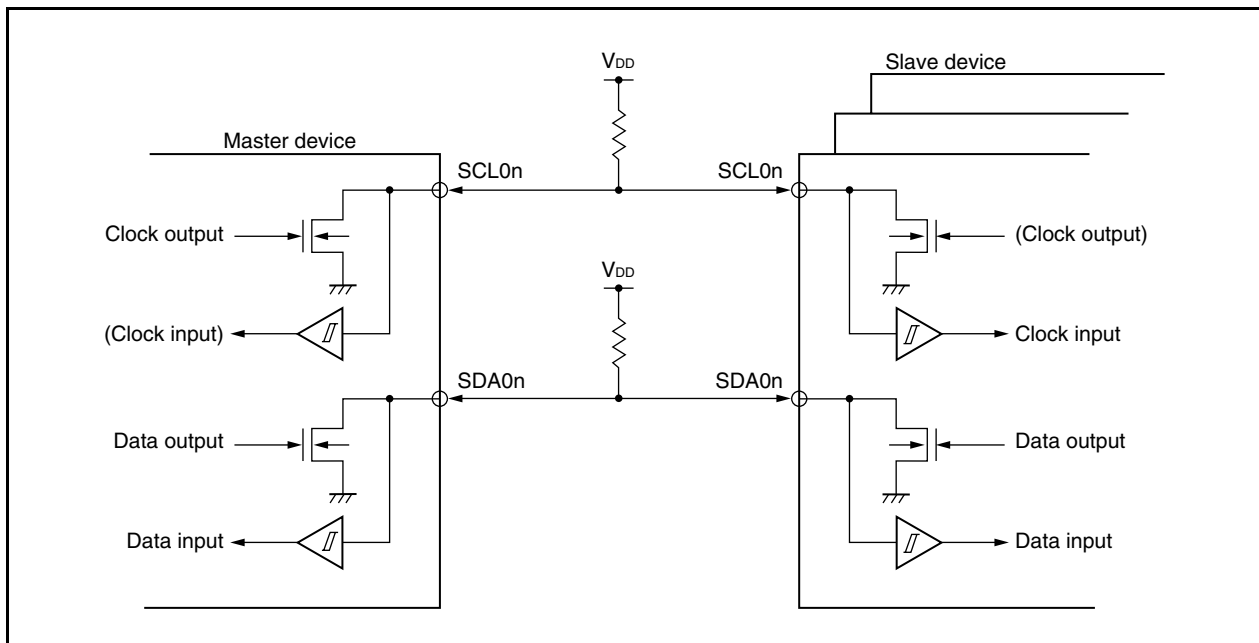 VDD
Slave device
Master device
SCL0n
SCL0n
Clock output
(Clock output)
VDD
(Clock input)
Clock input
SDA0n
SDA0n
Data output
Data output
Data input
Data input